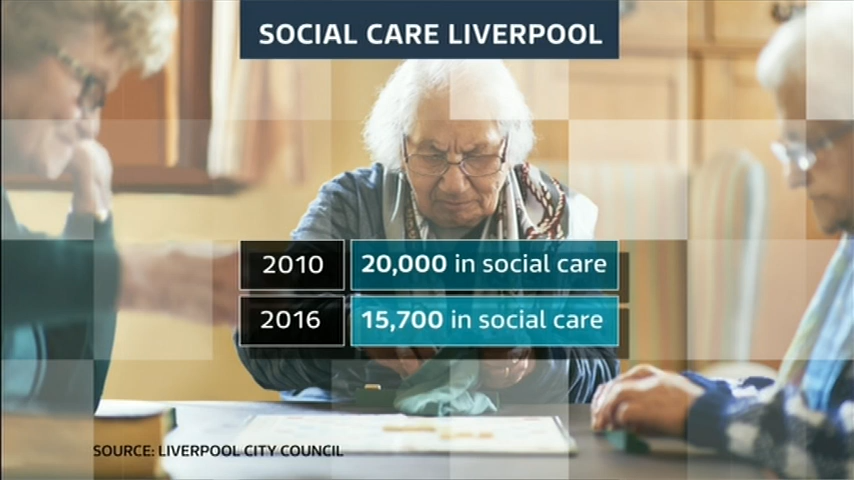 SOCIAL CARE LIVERPOOL
2010 20,000 in social care
2016 15,700 in social care
SOURCE: LIVERPOOL CITY COUNCIL